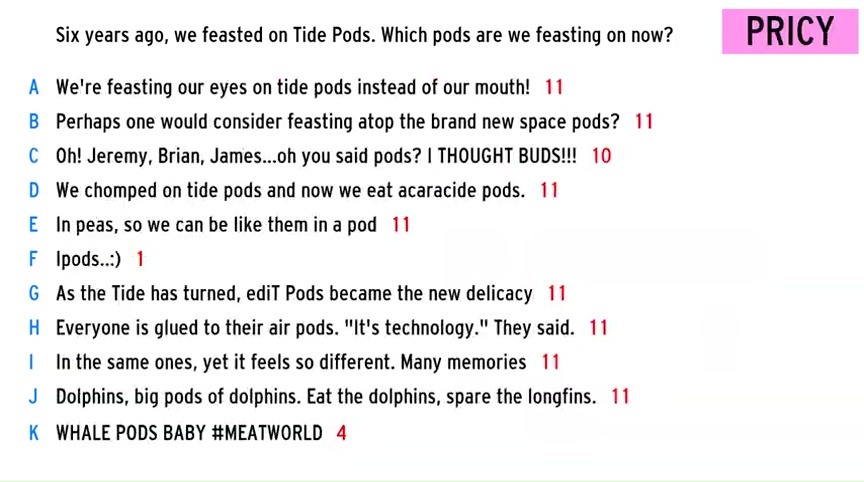 Six years ago, we feasted on Tide Pods. Which pods are we feasting on now?
PRICY
A We're feasting our eyes on tide pods instead of our mouth! 11
B Perhaps one would consider feasting atop the brand new space pods? 11
C Oh! Jeremy, Brian, James...oh you said pods? I THOUGHT BUDS!!! 10
D We chomped on tide pods and now we eat acaracide pods. 11
E In peas, so we can be like them in a pod 11
F Ipods..:) 1
G As the Tide has turned, ediT Pods became the new delicacy 11
H Everyone is glued to their air pods. "It's technology." They said. 11
I In the same ones, yet it feels so different. Many memories 11
J Dolphins, big pods of dolphins. Eat the dolphins, spare the longfins. 11
K WHALE PODS BABY #MEATWORLD 4